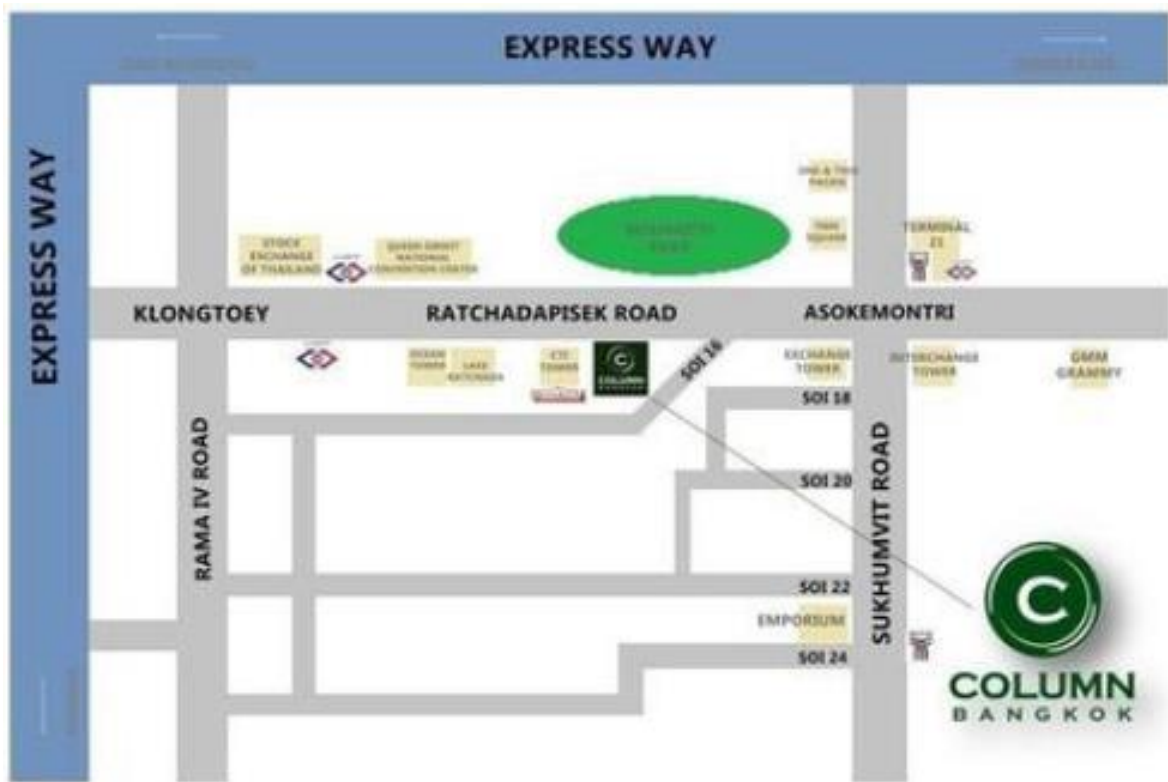 EXPRESS WAY
EXPRESS WAY
STOCK
EXCHANGE
OF THAILAND
QUEEN SIRIKIT
NATIONAL
CONVENTION CENTER
TERMINAL
21
KLONGTOEY
RATCHADAPISEK ROAD
ASOKEMONTRI
OCEAN
TOWER
LAKE
RATCHADA
CTI
TOWER
C
COLUMN
BANGKOK
SOI 16
EXCHANGE
TOWER
INTERCHANGE
TOWER
GMM
GRAMMY
SOI 18
RAMA IV ROAD
SUKHUMVIT ROAD
SOI 20
SOI 22
EMPORIUM
SOI 24
C
COLUMN
BANGKOK